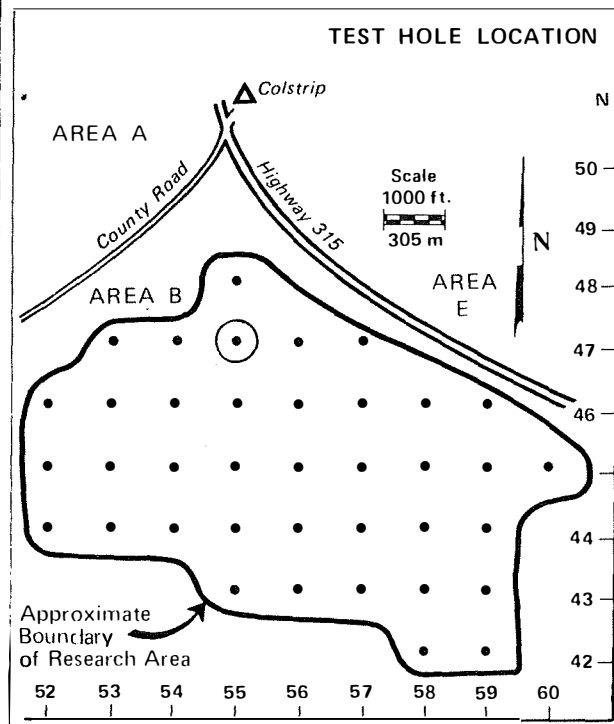 TEST HOLE LOCATION
Colstrip
N
AREA A
County Road
Highway 315
Scale
1000 ft.
305 m
N
AREA B
AREA
E
50
49
48
47
46
45
44
43
42
Approximate
Boundary
of Research Area
52 53 54 55 56 57 58 59 60